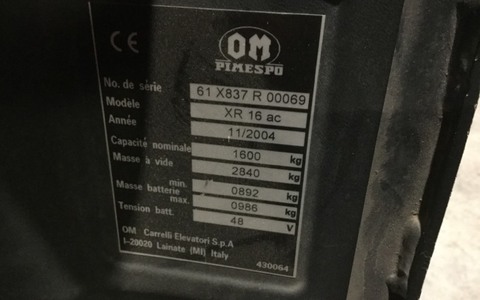 CE
OM
PIMESPO
No. de série 61 X837 R 00069
Modèle XR 16 ac
Année 11/2004
Capacité nominale 1600 kg
Masse à vide 2840 kg
min. 0892 kg
Masse batterie
max. 0986 kg
Tension batt. 48 V
OM Carrelli Elevatori S.p.A
I-20020 Lainate (MI) Italy
430064